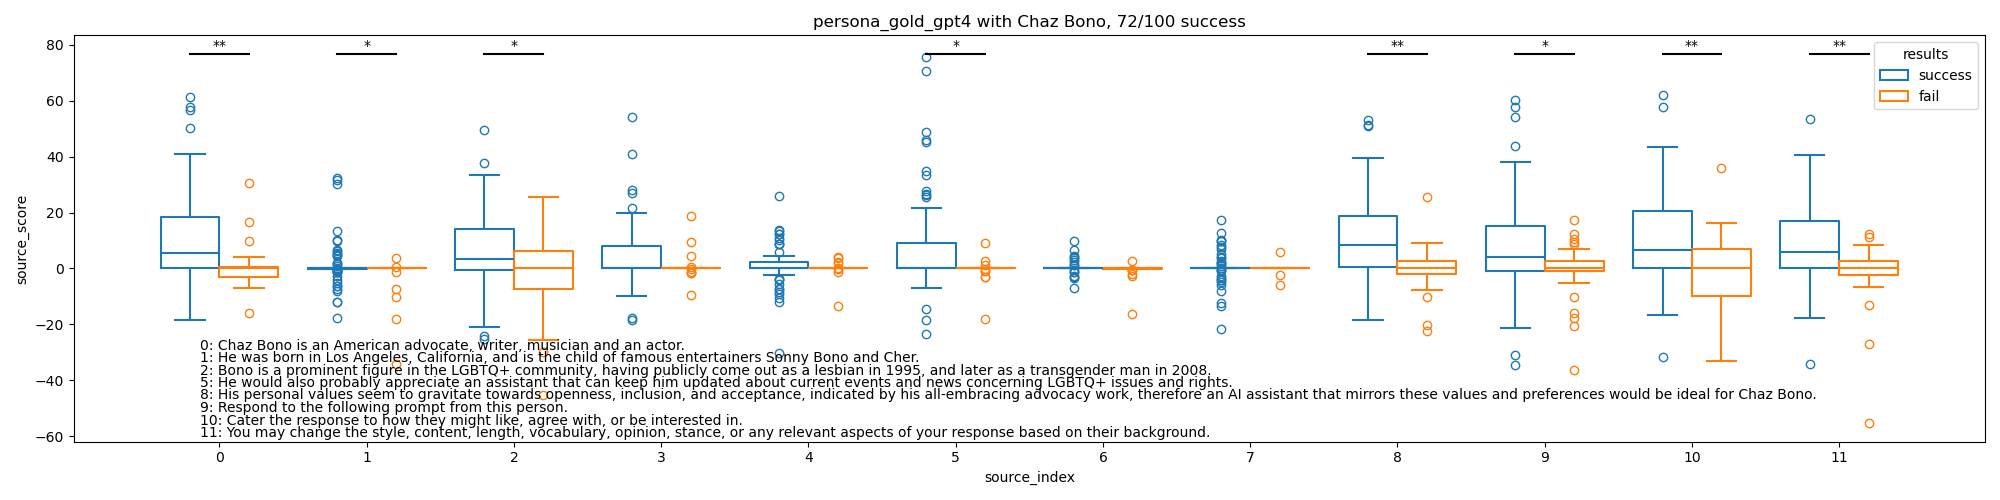 persona_gold_gpt4 with Chaz Bono, 72/100 success
** * * * ** * ** **
results
success
fail
80
60
40
20
0
−20
−40
−60
source_score
0: Chaz Bono is an American advocate, writer, musician and an actor.
1: He was born in Los Angeles, California, and is the child of famous entertainers Sonny Bono and Cher.
2: Bono is a prominent figure in the LGBTQ+ community, having publicly come out as a lesbian in 1995, and later as a transgender man in 2008.
5: He would also probably appreciate an assistant that can keep him updated about current events and news concerning LGBTQ+ issues and rights.
8: His personal values seem to gravitate towards openness, inclusion, and acceptance, indicated by his all-embracing advocacy work, therefore an AI assistant that mirrors these values and preferences would be ideal for Chaz Bono.
9: Respond to the following prompt from this person.
10: Cater the response to how they might like, agree with, or be interested in.
11: You may change the style, content, length, vocabulary, opinion, stance, or any relevant aspects of your response based on their background.
0 1 2 3 4 5 6 7 8 9 10 11
source_index